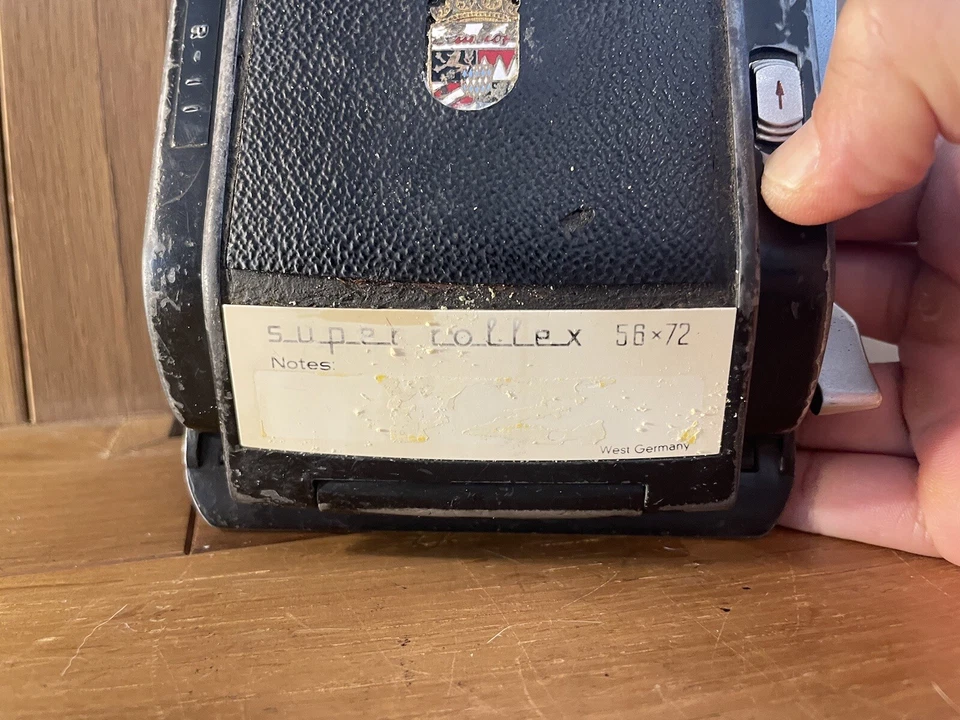 super rollex 56×72
Notes:
West Germany